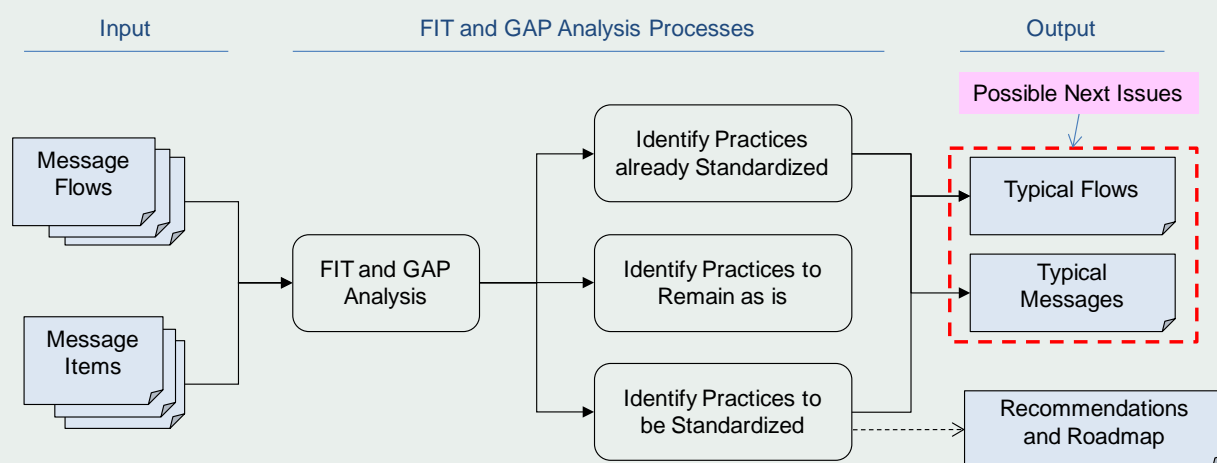 Input
FIT and GAP Analysis Processes
Output
Possible Next Issues
Message
Flows
Message
Items
FIT and GAP
Analysis
Identify Practices
already Standardized
Identify Practices to
Remain as is
Identify Practices to
be Standardized
Typical Flows
Typical
Messages
Recommendations
and Roadmap